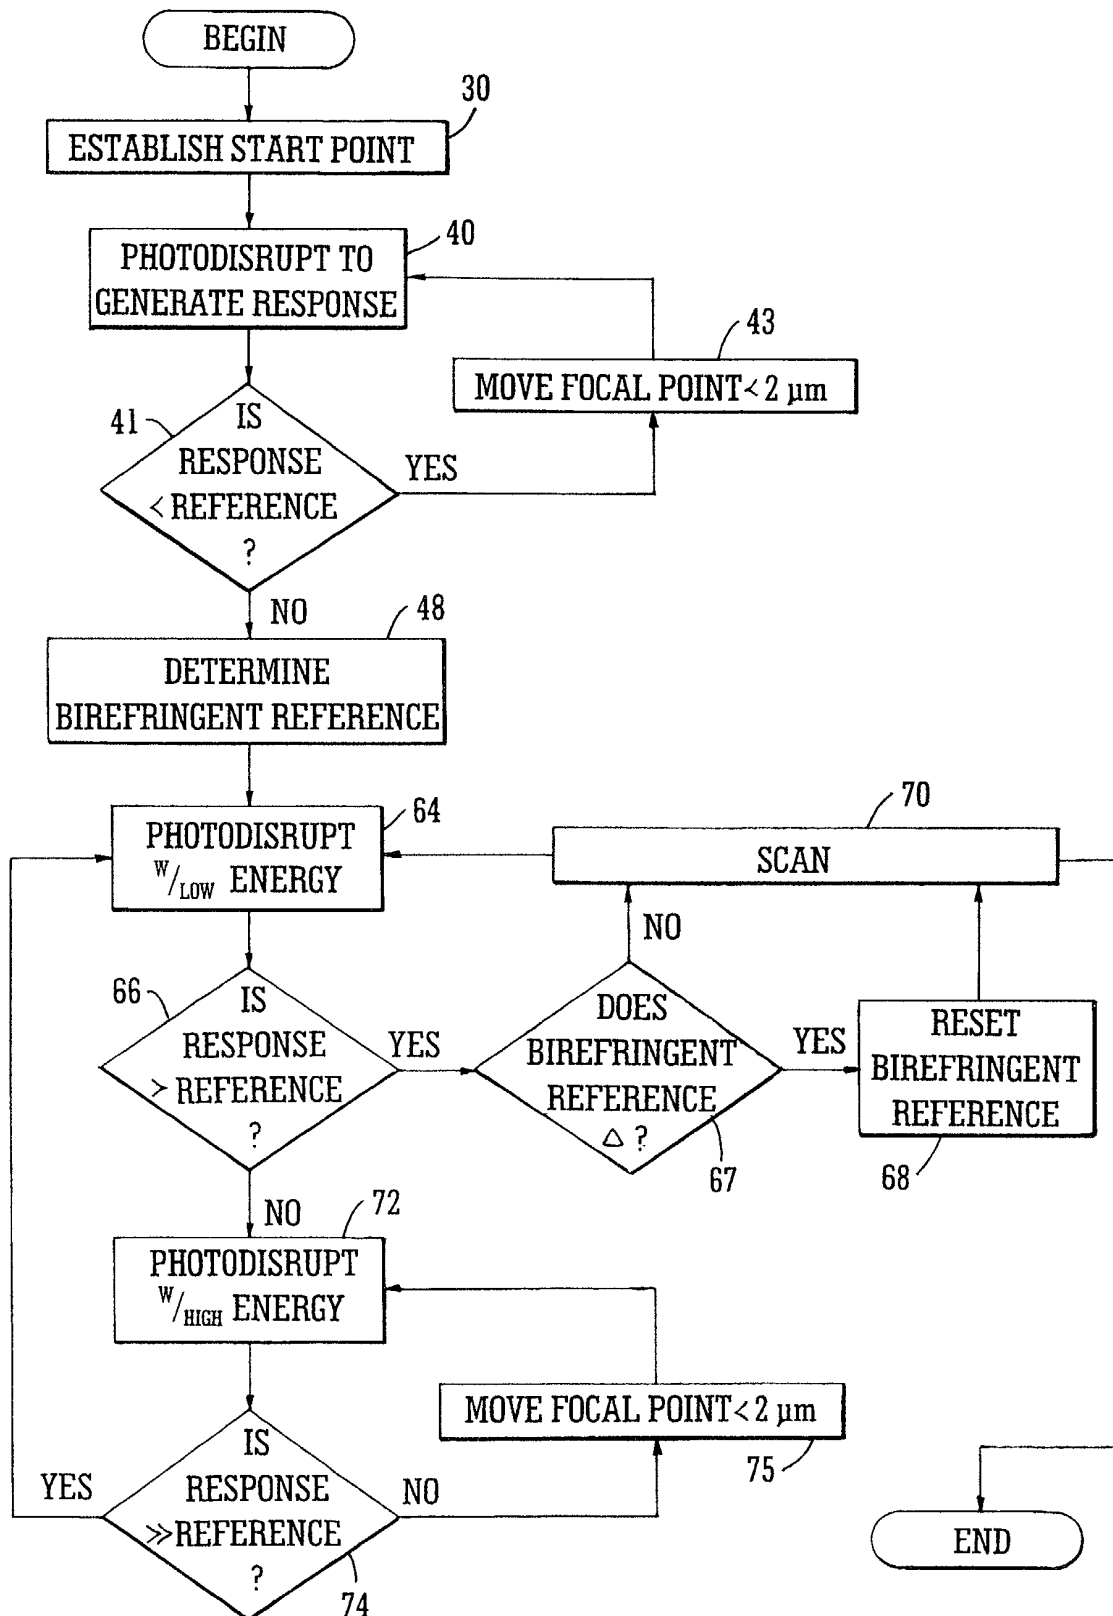 BEGIN
30
ESTABLISH START POINT
40
PHOTODISRUPT TO
GENERATE RESPONSE
43
MOVE FOCAL POINT < 2 µm
41
IS
RESPONSE
< REFERENCE
?
YES
NO
48
DETERMINE
BIREFRINGENT REFERENCE
64
PHOTODISRUPT
W/LOW ENERGY
70
SCAN
NO
66
IS
RESPONSE
> REFERENCE
?
YES
DOES
BIREFRINGENT
REFERENCE
Δ ?
67
YES
RESET
BIREFRINGENT
REFERENCE
68
NO
72
PHOTODISRUPT
W/HIGH ENERGY
MOVE FOCAL POINT < 2 µm
75
IS
RESPONSE
≫ REFERENCE
?
YES
NO
74
END